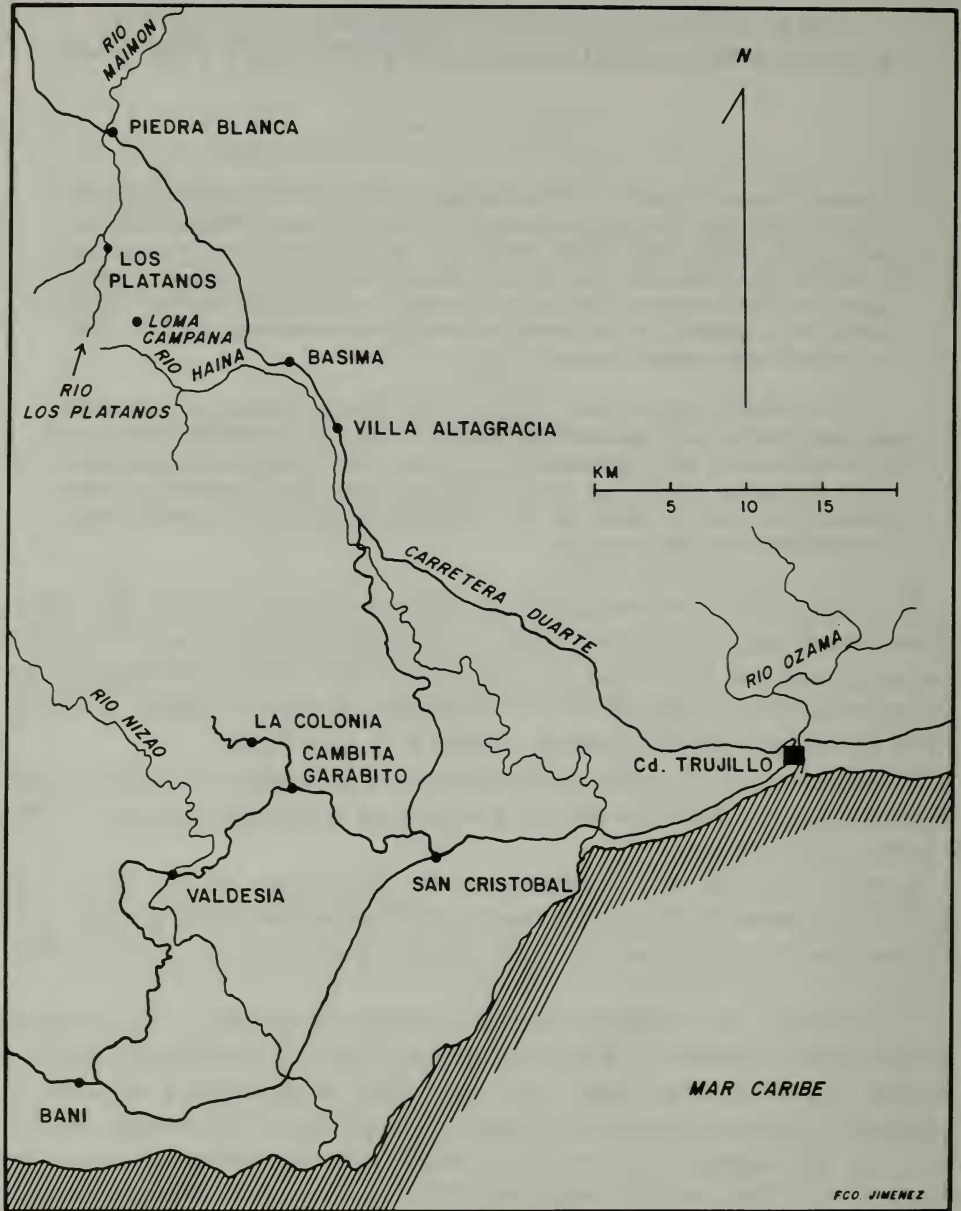 RIO
MAIMON
N
PIEDRA BLANCA
LOS
PLATANOS
LOMA
CAMPANA
RIO HAINA
BASIMA
RIO
LOS PLATANOS
VILLA ALTAGRACIA
KM
5 10 15
CARRETERA DUARTE
RIO OZAMA
RIO NIZAO
LA COLONIA
CAMBITA
GARABITO
Cd. TRUJILLO
SAN CRISTOBAL
VALDESIA
BANI
MAR CARIBE
FCO. JIMENEZ